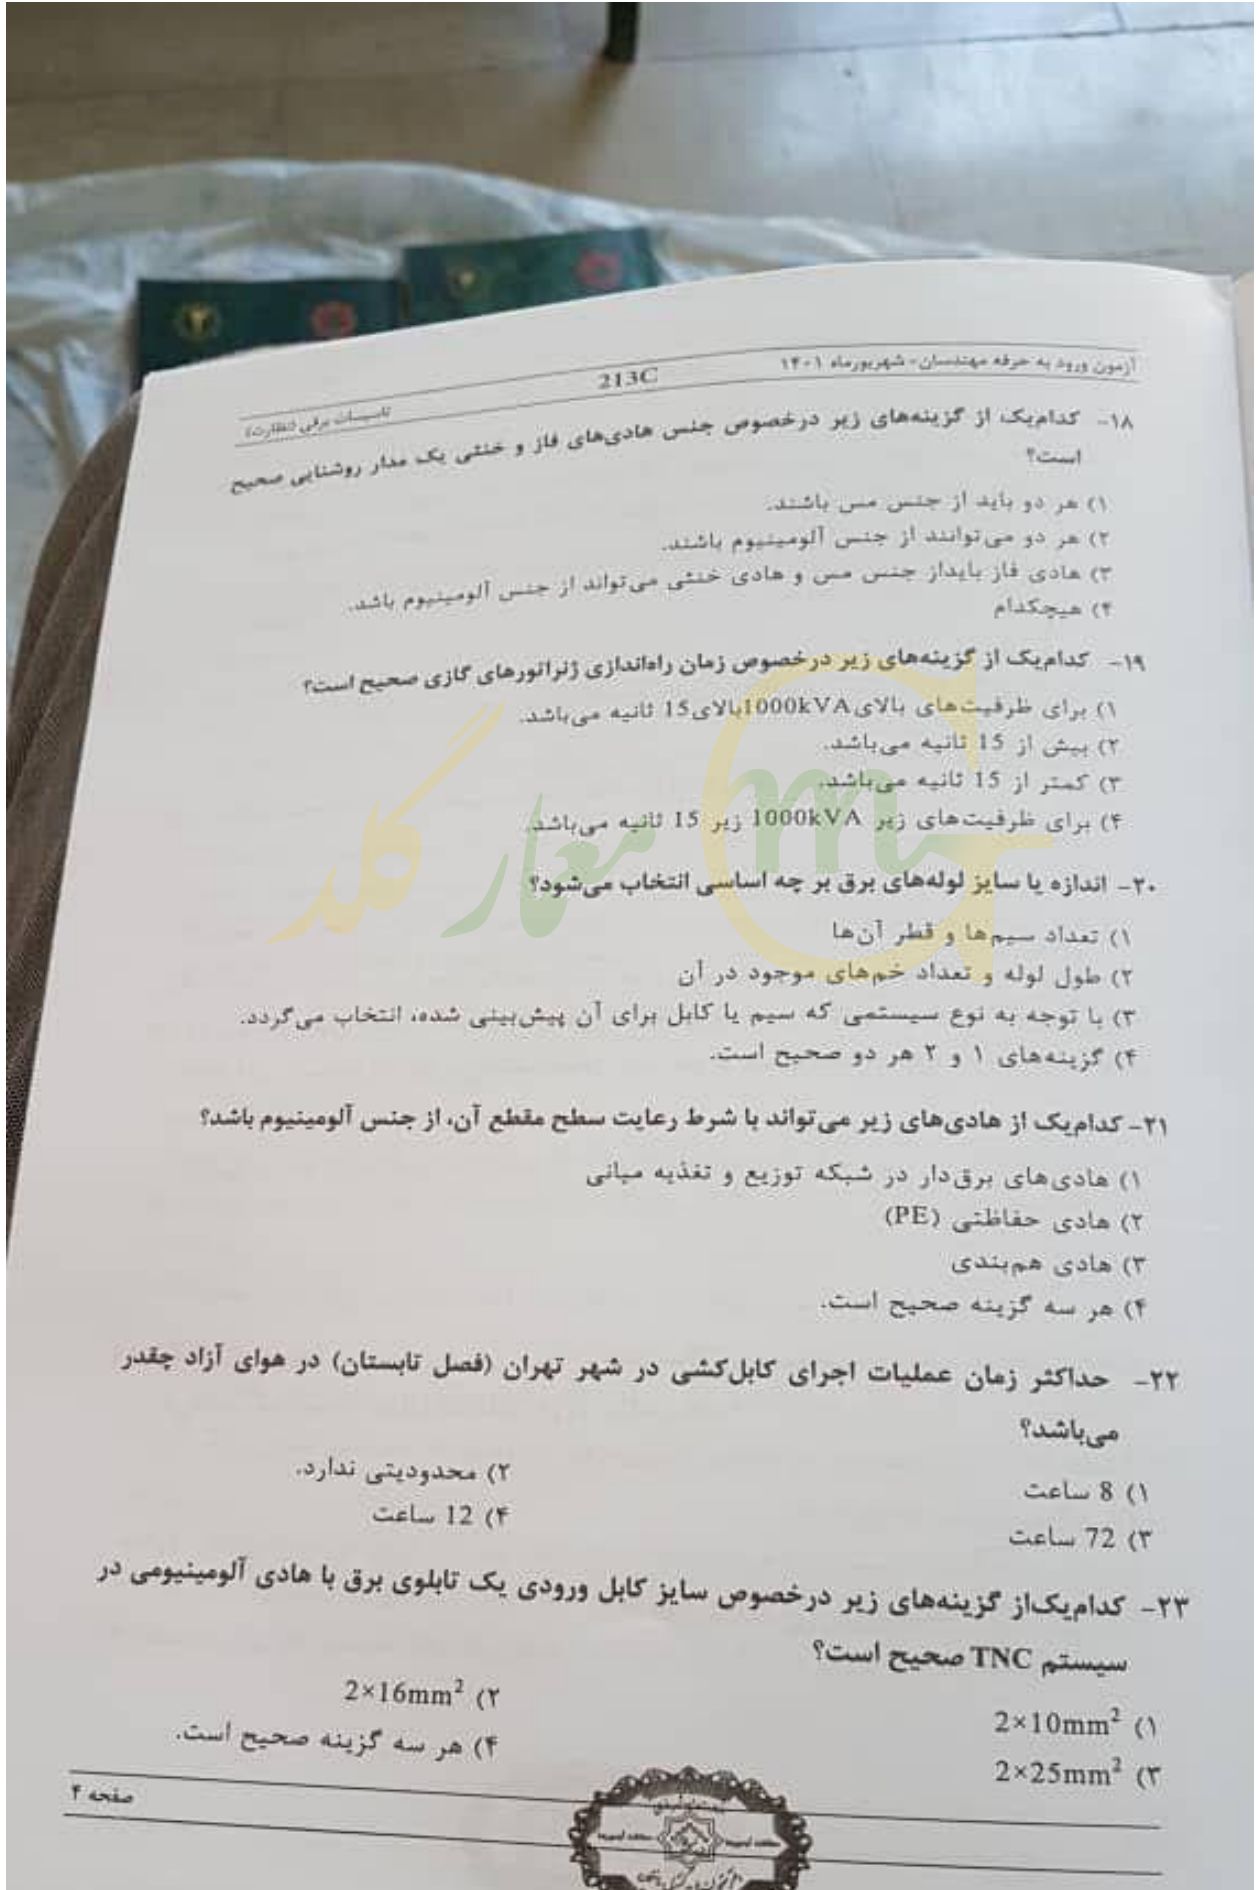 آزمون ورود به حرفه مهندسان - شهریورماه ۱۴۰۱
213C
تاسیسات برقی (نظارت)
۱۸- کدام‌یک از گزینه‌های زیر درخصوص جنس هادی‌های فاز و خنثی یک مدار روشنایی صحیح
است؟
۱) هر دو باید از جنس مس باشند.
۲) هر دو می‌توانند از جنس آلومینیوم باشند.
۳) هادی فاز بایداز جنس مس و هادی خنثی می‌تواند از جنس آلومینیوم باشد.
۴) هیچکدام
۱۹- کدام‌یک از گزینه‌های زیر درخصوص زمان راه‌اندازی ژنراتورهای گازی صحیح است؟
۱) برای ظرفیت‌های بالای1000kVAبالای15 ثانیه می‌باشد.
۲) بیش از 15 ثانیه می‌باشد.
۳) کمتر از 15 ثانیه می‌باشد.
۴) برای ظرفیت‌های زیر 1000kVA زیر 15 ثانیه می‌باشد.
معمار گلد
Gm
۲۰- اندازه یا سایز لوله‌های برق بر چه اساسی انتخاب می‌شود؟
۱) تعداد سیم‌ها و قطر آن‌ها
۲) طول لوله و تعداد خم‌های موجود در آن
۳) با توجه به نوع سیستمی که سیم یا کابل برای آن پیش‌بینی شده، انتخاب می‌گردد.
۴) گزینه‌های ۱ و ۲ هر دو صحیح است.
۲۱- کدام‌یک از هادی‌های زیر می‌تواند با شرط رعایت سطح مقطع آن، از جنس آلومینیوم باشد؟
۱) هادی‌های برق‌دار در شبکه توزیع و تغذیه میانی
۲) هادی حفاظتی (PE)
۳) هادی هم‌بندی
۴) هر سه گزینه صحیح است.
۲۲- حداکثر زمان عملیات اجرای کابل‌کشی در شهر تهران (فصل تابستان) در هوای آزاد چقدر
می‌باشد؟
۱) 8 ساعت
۲) محدودیتی ندارد.
۳) 72 ساعت
۴) 12 ساعت
۲۳- کدام‌یک‌از گزینه‌های زیر درخصوص سایز کابل ورودی یک تابلوی برق با هادی آلومینیومی در
سیستم TNC صحیح است؟
۱) 2×10mm²
۲) 2×16mm²
۳) 2×25mm²
۴) هر سه گزینه صحیح است.
صفحه ۴